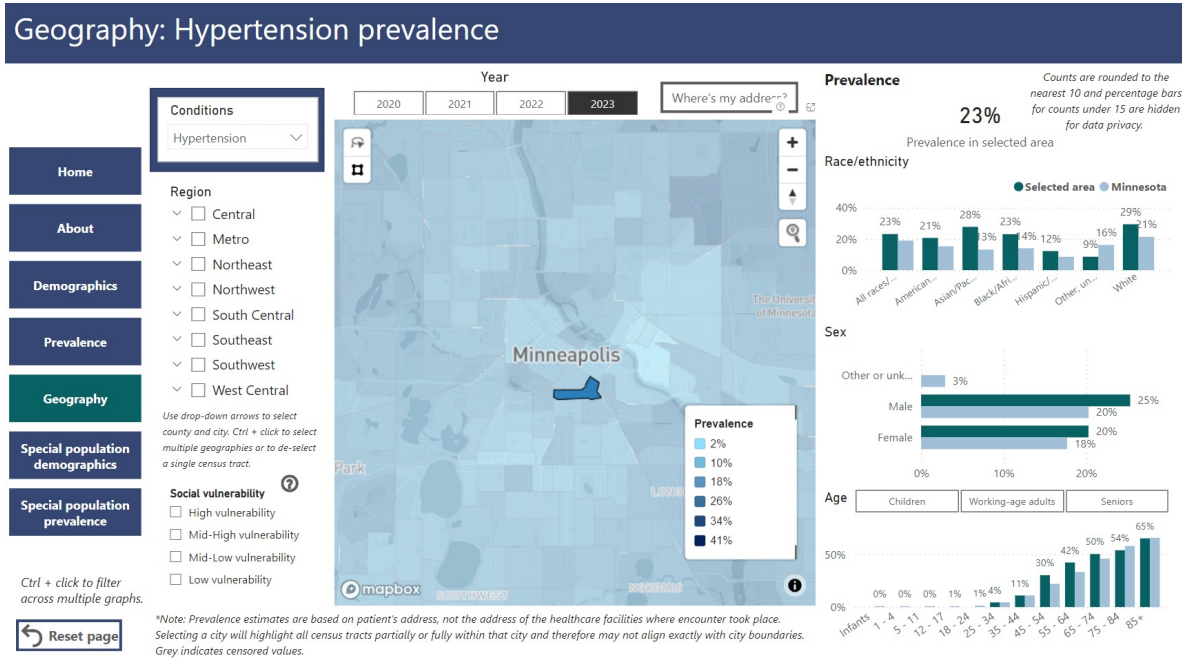 Geography: Hypertension prevalence
Year
2020 2021 2022 2023
Where's my address?
Conditions
Hypertension
Home
About
Demographics
Prevalence
Geography
Special population
demographics
Special population
prevalence
Ctrl + click to filter
across multiple graphs.
Reset page
Region
Central
Metro
Northeast
Northwest
South Central
Southeast
Southwest
West Central
Use drop-down arrows to select
county and city. Ctrl + click to select
multiple geographies or to de-select
a single census tract.
Social vulnerability
High vulnerability
Mid-High vulnerability
Mid-Low vulnerability
Low vulnerability
The Universit
of Minnesota
Minneapolis
Park
LONG
SOUTHWEST
NOKOMIS
mapbox
Prevalence
2%
10%
18%
26%
34%
41%
*Note: Prevalence estimates are based on patient's address, not the address of the healthcare facilities where encounter took place.
Selecting a city will highlight all census tracts partially or fully within that city and therefore may not align exactly with city boundaries.
Grey indicates censored values.
Prevalence
Counts are rounded to the
nearest 10 and percentage bars
for counts under 15 are hidden
for data privacy.
23%
Prevalence in selected area
Race/ethnicity
Selected area Minnesota
40%
20%
0%
23% 21% 28% 13% 23% 14% 12% 9% 16% 29% 21%
All races/... American... Asian/Pac... Black/Afri... Hispanic/... Other, un... White
Sex
Other or unk... 3%
Male 25%
20%
Female 20%
18%
0% 10% 20%
Age
Children Working-age adults Seniors
50%
0%
0% 0% 0% 1% 1% 4% 11% 30% 42% 50% 54% 65%
Infants 1 - 4 5 - 11 12 - 17 18 - 24 25 - 34 35 - 44 45 - 54 55 - 64 65 - 74 75 - 84 85+